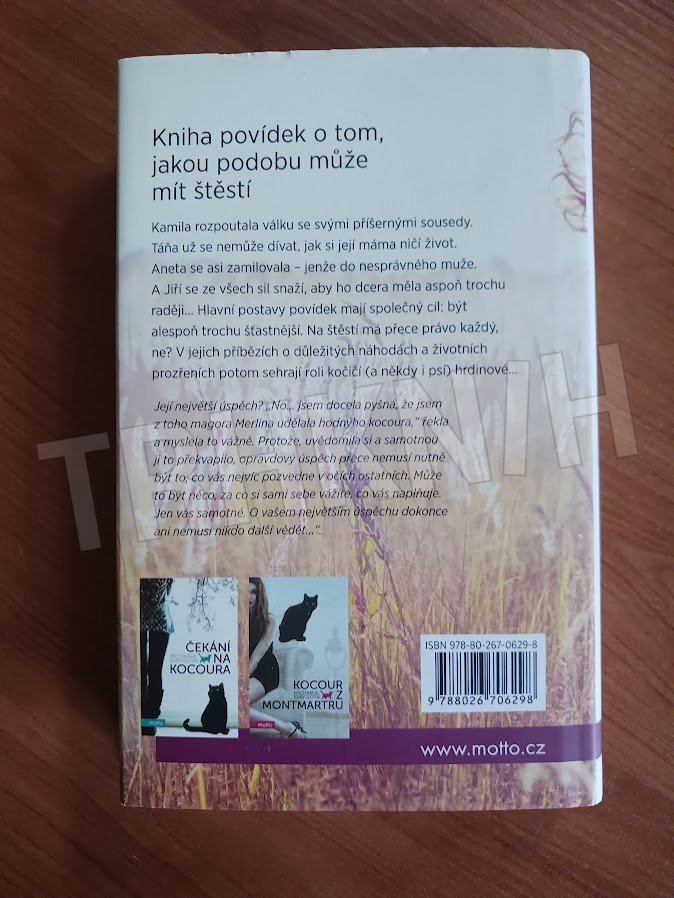 Kniha povídek o tom,
jakou podobu může
mít štěstí
Kamila rozpoutala válku se svými příšernými sousedy.
Táňa už se nemůže dívat, jak si její máma ničí život.
Aneta se asi zamilovala – jenže do nesprávného muže.
A Jiří se ze všech sil snaží, aby ho dcera měla aspoň trochu
raději... Hlavní postavy povídek mají společný cíl: být
alespoň trochu šťastnější. Na štěstí má přece právo každý,
ne? V jejich příbězích o důležitých náhodách a životních
prozřeních potom sehrají roli kočičí (a někdy i psí) hrdinové...
Její největší úspěch? „No... jsem docela pyšná, že jsem
z toho magora Merlina udělala hodnýho kocoura,“ řekla
a myslela to vážně. Protože, uvědomila si a samotnou
ji to překvapilo, opravdový úspěch přece nemusí nutně
být to, co vás nejvíc pozvedne v očích ostatních. Může
to být něco, za co si sami sebe vážíte, co vás naplňuje.
Jen vás samotné. O vašem největším úspěchu dokonce
ani nemusí nikdo další vědět...“
ČEKÁNÍ
MICHAELA
NA
KOCOURA
motto
KOCOUR
MICHAELA
Z
MONTMARTRU
motto
ISBN 978-80-267-0629-8
9 788026 706298
www.motto.cz